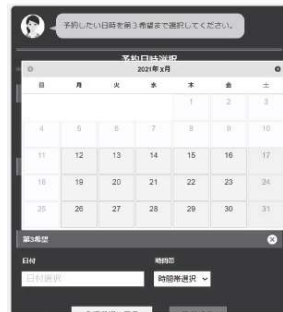 予約したい日時を第3希望まで選択してください。
予約日時選択
2021年 X月
日 月 火 水 木 金 土
1 2 3
4 5 6 7 8 9 10
11 12 13 14 15 16 17
18 19 20 21 22 23 24
25 26 27 28 29 30 31
第3希望
日付 時間帯
日付選択 時間帯選択